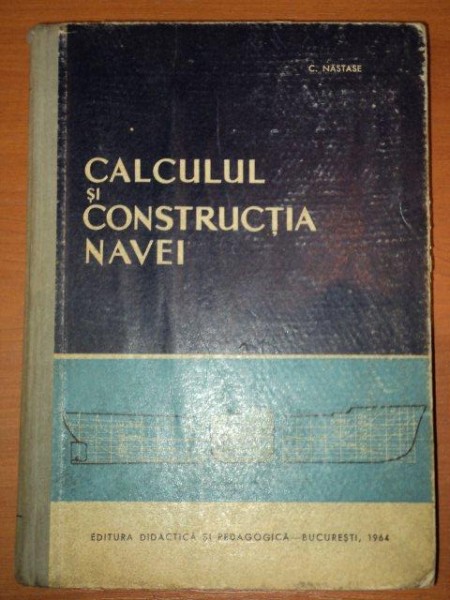 C. NĂSTASE
CALCULUL
ȘI
CONSTRUCȚIA
NAVEI
EDITURA DIDACTICĂ ȘI PEDAGOGICĂ—BUCUREȘTI, 1964